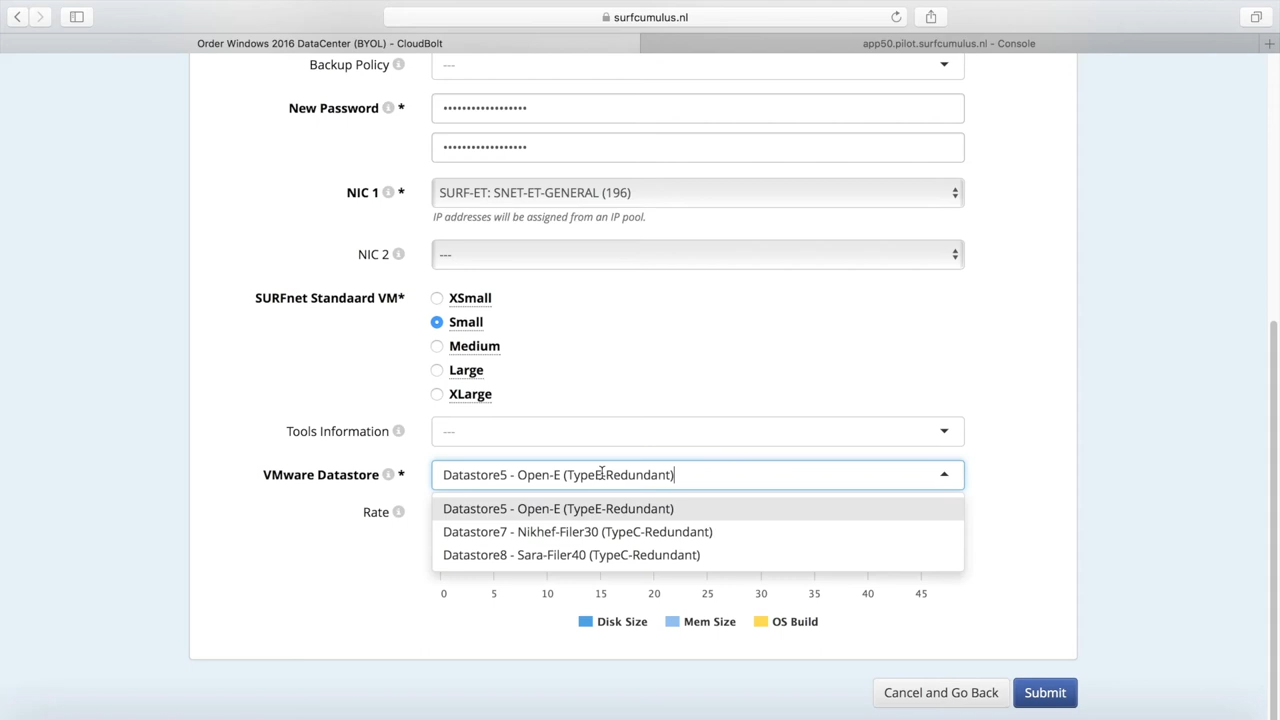 surfcumulus.nl
Order Windows 2016 DataCenter (BYOL) - CloudBolt
app50.pilot.surfcumulus.nl - Console
Backup Policy
---
New Password *
•••••••••••••••••
•••••••••••••••••
NIC 1 *
SURF-ET: SNET-ET-GENERAL (196)
IP addresses will be assigned from an IP pool.
NIC 2
---
SURFnet Standaard VM*
XSmall
Small
Medium
Large
XLarge
Tools Information
---
VMware Datastore *
Datastore5 - Open-E (TypeE-Redundant)
Datastore5 - Open-E (TypeE-Redundant)
Datastore7 - Nikhef-Filer30 (TypeC-Redundant)
Datastore8 - Sara-Filer40 (TypeC-Redundant)
Rate
0 5 10 15 20 25 30 35 40 45
Disk Size Mem Size OS Build
Cancel and Go Back
Submit